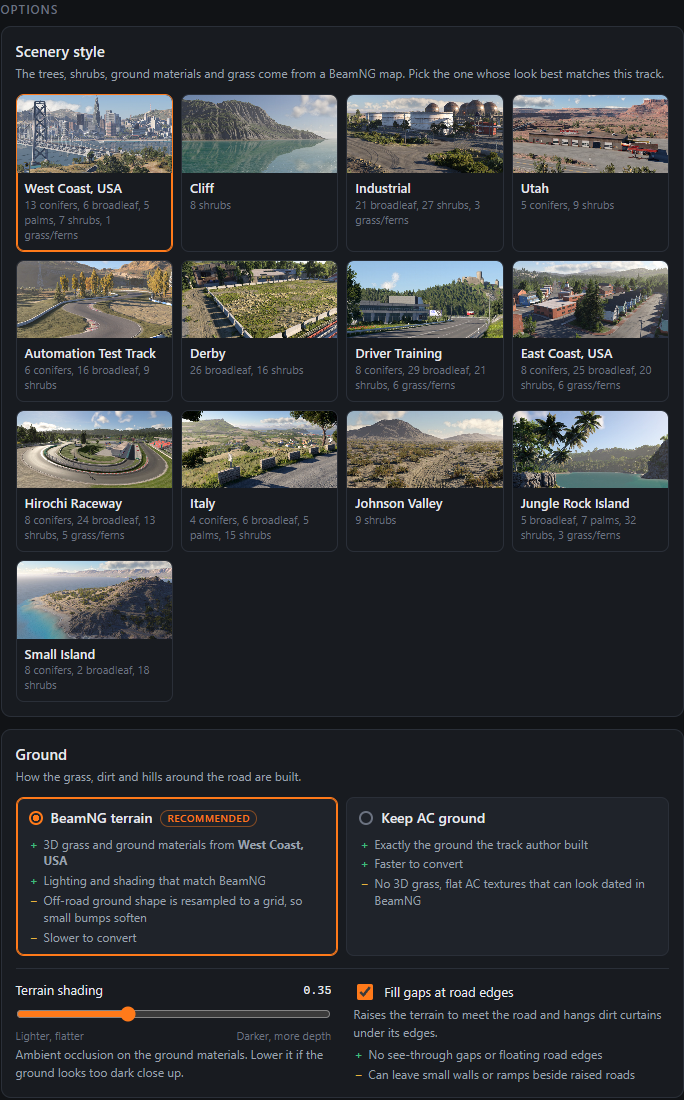 OPTIONS
Scenery style
The trees, shrubs, ground materials and grass come from a BeamNG map. Pick the one whose look best matches this track.
West Coast, USA
13 conifers, 6 broadleaf, 5
palms, 7 shrubs, 1
grass/ferns
Cliff
8 shrubs
Industrial
21 broadleaf, 27 shrubs, 3
grass/ferns
Utah
5 conifers, 9 shrubs
Automation Test Track
6 conifers, 16 broadleaf, 9
shrubs
Derby
26 broadleaf, 16 shrubs
Driver Training
8 conifers, 29 broadleaf, 21
shrubs, 6 grass/ferns
East Coast, USA
8 conifers, 25 broadleaf, 20
shrubs, 6 grass/ferns
Hirochi Raceway
8 conifers, 24 broadleaf, 13
shrubs, 5 grass/ferns
Italy
4 conifers, 6 broadleaf, 5
palms, 15 shrubs
Johnson Valley
9 shrubs
Jungle Rock Island
5 broadleaf, 7 palms, 32
shrubs, 3 grass/ferns
Small Island
8 conifers, 2 broadleaf, 18
shrubs
Ground
How the grass, dirt and hills around the road are built.
BeamNG terrain RECOMMENDED
+ 3D grass and ground materials from West Coast,
USA
+ Lighting and shading that match BeamNG
– Off-road ground shape is resampled to a grid, so
small bumps soften
– Slower to convert
Keep AC ground
+ Exactly the ground the track author built
+ Faster to convert
– No 3D grass, flat AC textures that can look dated in
BeamNG
Terrain shading 0.35
Lighter, flatter Darker, more depth
Ambient occlusion on the ground materials. Lower it if the
ground looks too dark close up.
Fill gaps at road edges
Raises the terrain to meet the road and hangs dirt curtains
under its edges.
+ No see-through gaps or floating road edges
– Can leave small walls or ramps beside raised roads